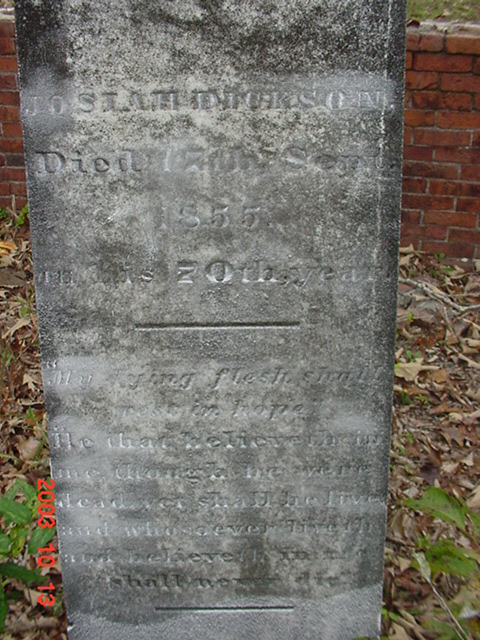 JOSIAH DICKSON.
Died 17th Sept.
1855.
In his 70th, year
My flesh shall
rest in hope.
He that believeth in
me though he were
dead yet shall he live
and whosoever liveth
and believeth in me
shall never die
2003 10 13